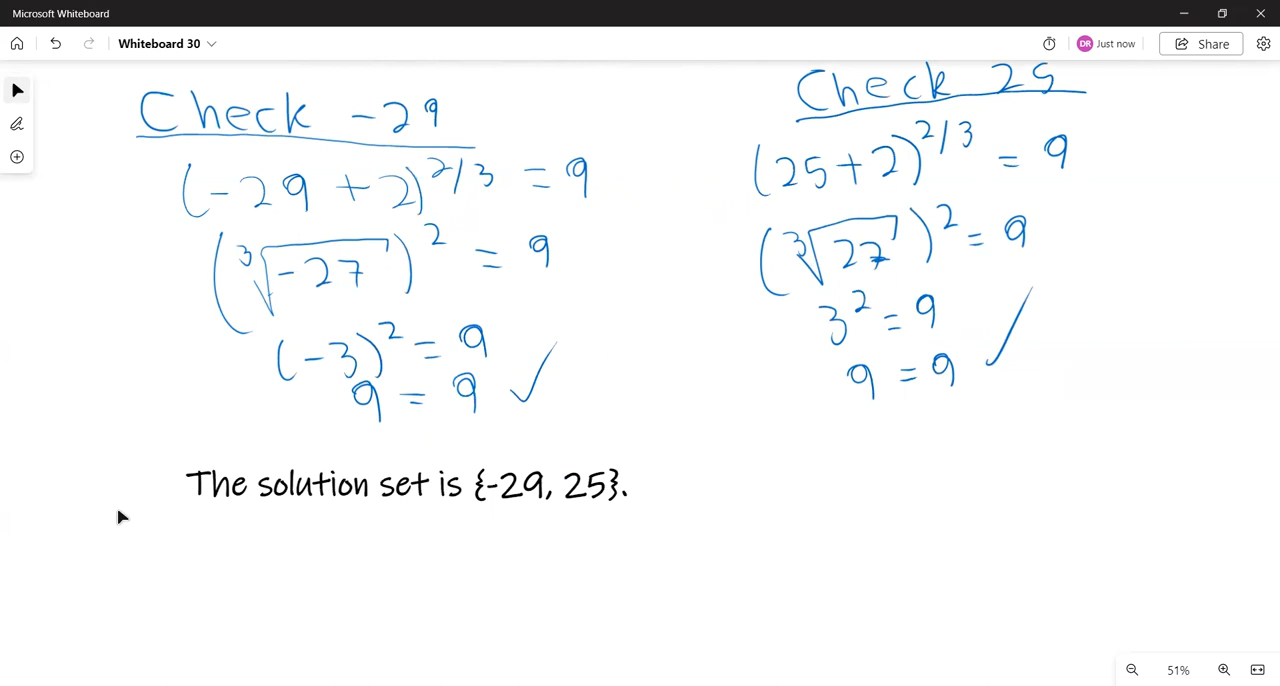 Microsoft Whiteboard
Whiteboard 30
DR Just now
Share
Check -29
(-29 + 2)^2/3 = 9
(∛-27)^2 = 9
(-3)^2 = 9
9 = 9 ✓
Check 25
(25 + 2)^2/3 = 9
(∛27)^2 = 9
3^2 = 9
9 = 9
The solution set is {-29, 25}.
51%